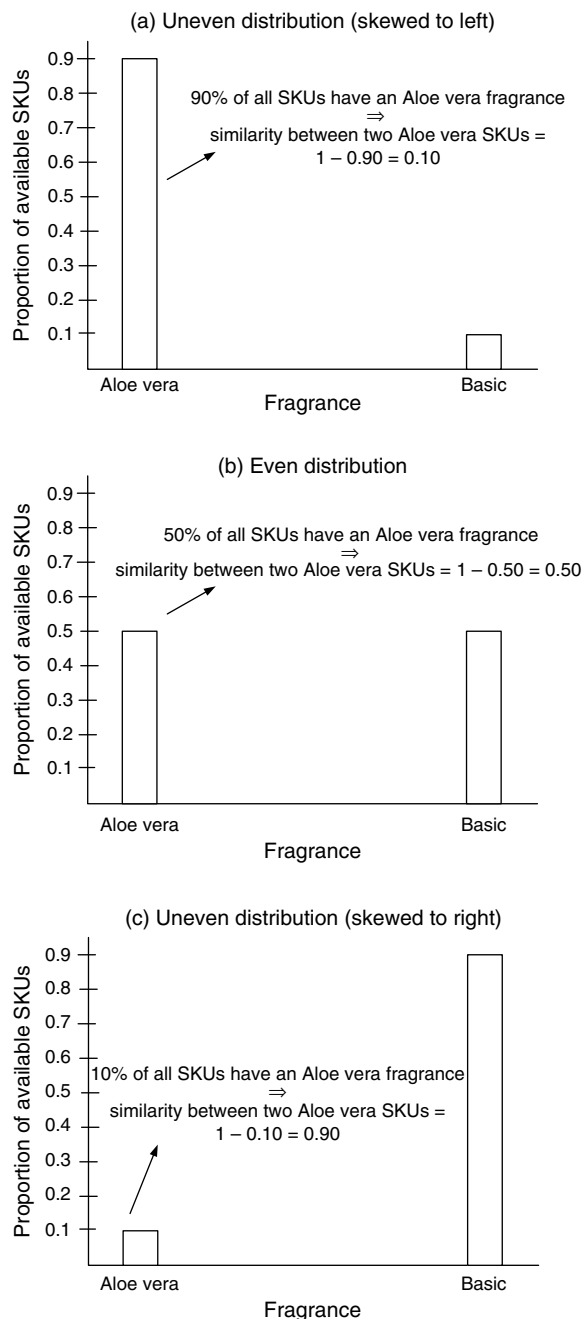 (a) Uneven distribution (skewed to left)
Proportion of available SKUs
0.9
0.8
0.7
0.6
0.5
0.4
0.3
0.2
0.1
90% of all SKUs have an Aloe vera fragrance
⇒
similarity between two Aloe vera SKUs =
1 – 0.90 = 0.10
Aloe vera
Basic
Fragrance
(b) Even distribution
Proportion of available SKUs
0.9
0.8
0.7
0.6
0.5
0.4
0.3
0.2
0.1
50% of all SKUs have an Aloe vera fragrance
⇒
similarity between two Aloe vera SKUs = 1 – 0.50 = 0.50
Aloe vera
Basic
Fragrance
(c) Uneven distribution (skewed to right)
Proportion of available SKUs
0.9
0.8
0.7
0.6
0.5
0.4
0.3
0.2
0.1
10% of all SKUs have an Aloe vera fragrance
⇒
similarity between two Aloe vera SKUs =
1 – 0.10 = 0.90
Aloe vera
Basic
Fragrance